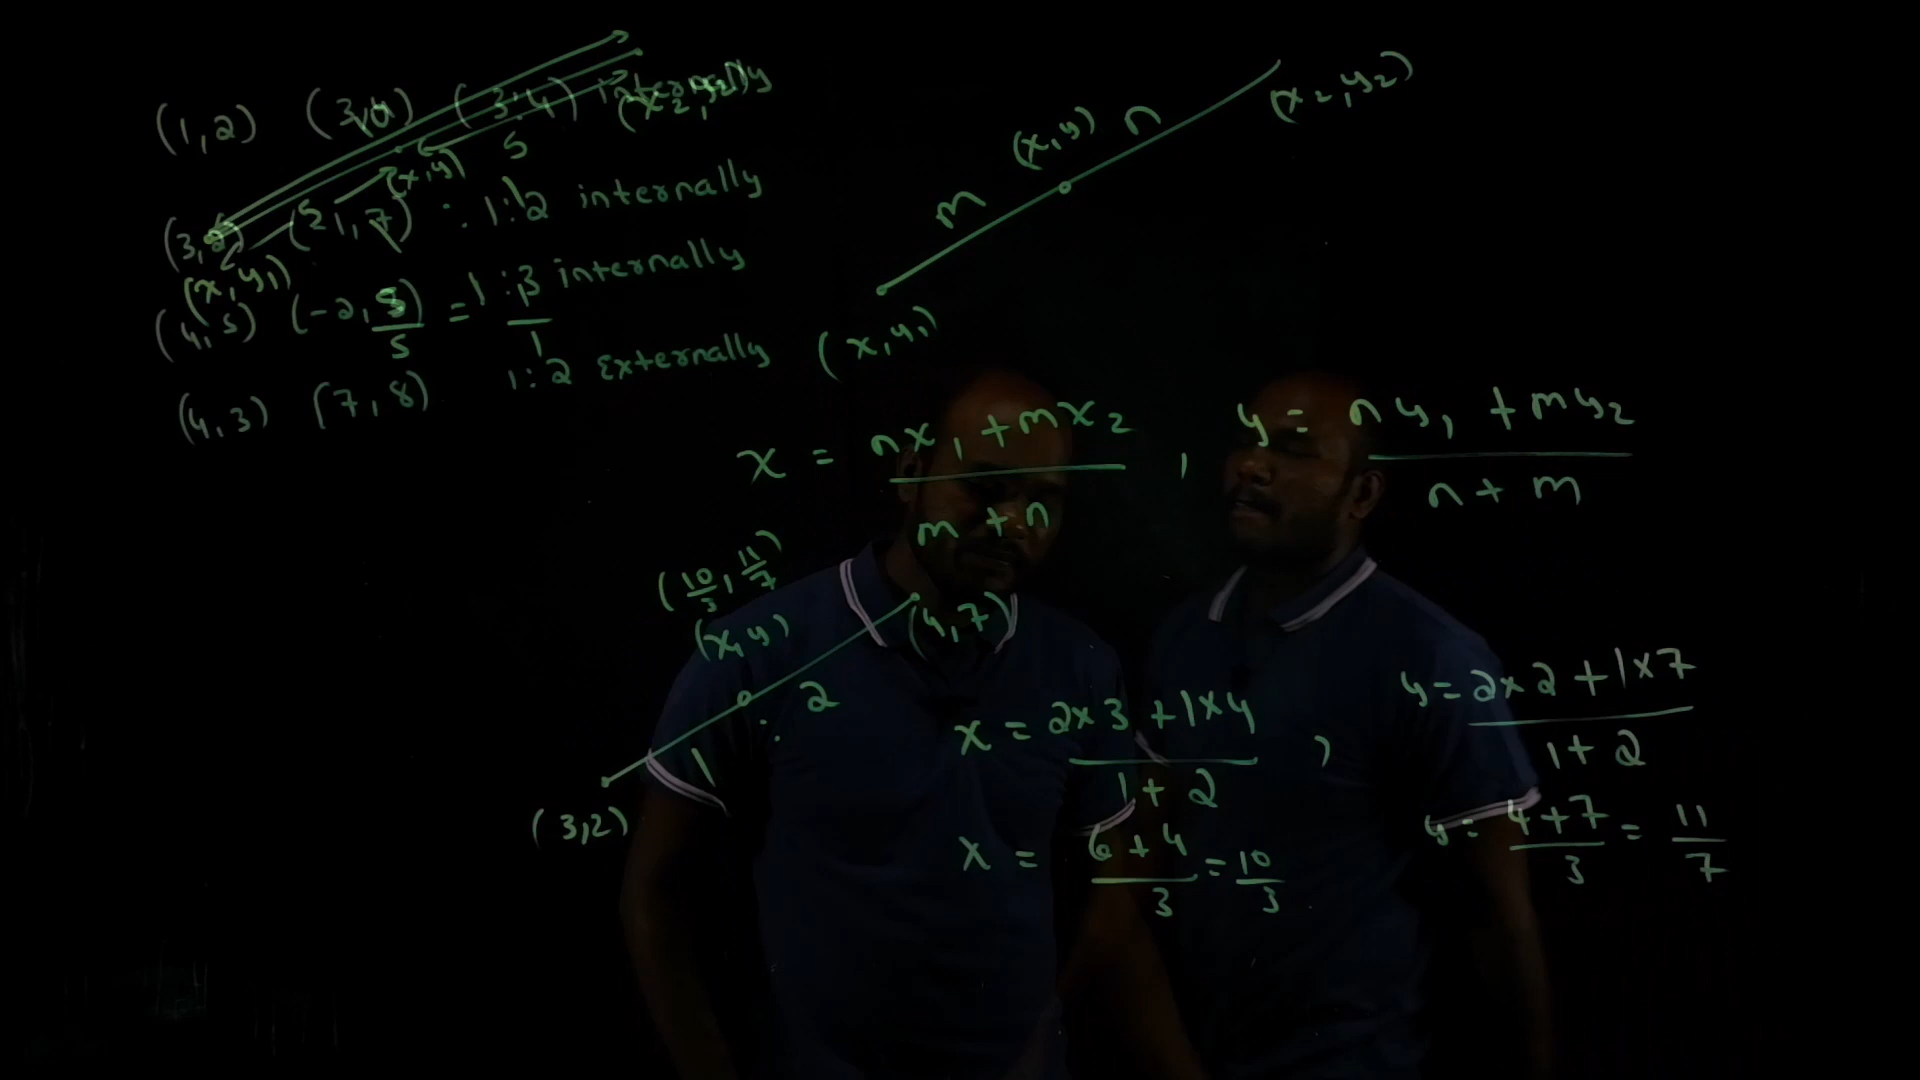 (1,2) (3,4) (3:4) internally
(x2,y2)
5
(x,y)
(3,2) (1,7) : 1:2 internally
(x,y1)
(4,5) (-2, 8) = 1:3 internally
5 1
(4,3) (7,8) 1:2 Externally
(x,y) n (x2,y2)
m
(x,y1)
x = nx1 + mx2 / m + n , y = ny1 + my2 / n + m
(10/3, 11/7)
(x,y) (4,7)
1 : 2
(3,2)
x = 2x3 + 1x4 / 1 + 2 , y = 2x2 + 1x7 / 1 + 2
x = 6+4 / 3 = 10/3 y = 4+7 / 3 = 11/7